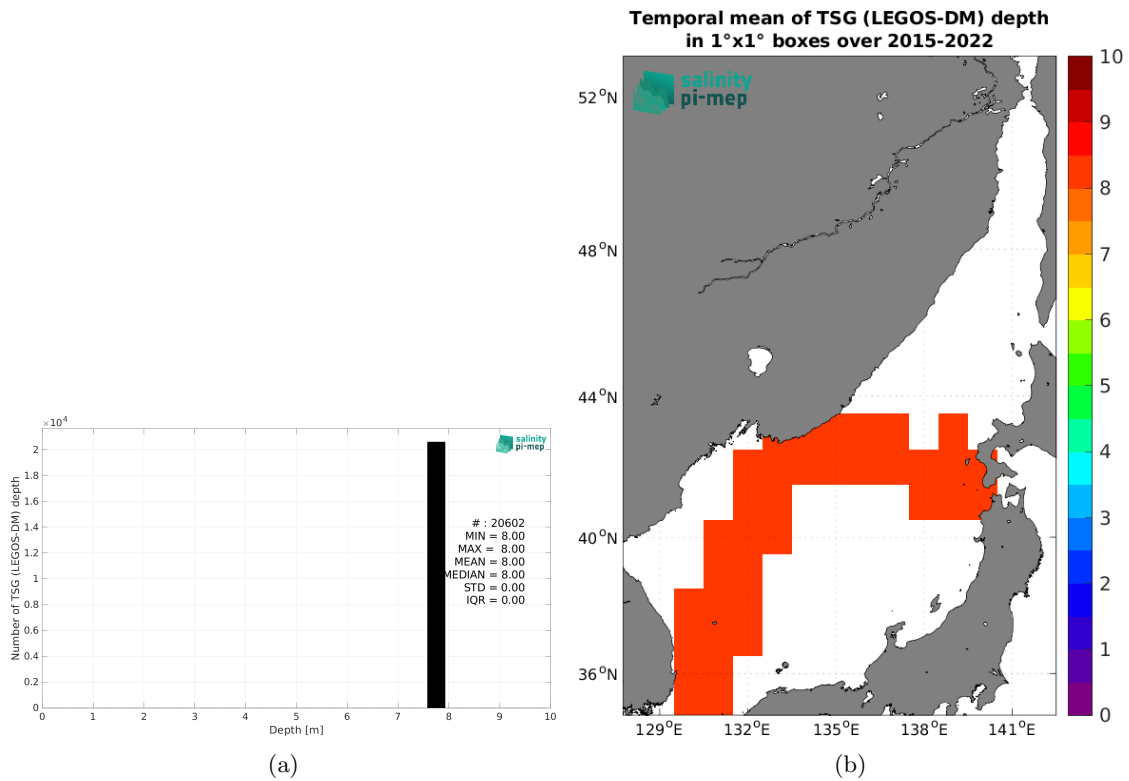 ×10⁴
2
1.8
1.6
1.4
1.2
1
0.8
0.6
0.4
0.2
0
Number of TSG (LEGOS-DM) depth
salinity
pi-mep
# : 20602
MIN = 8.00
MAX = 8.00
MEAN = 8.00
MEDIAN = 8.00
STD = 0.00
IQR = 0.00
0 1 2 3 4 5 6 7 8 9 10
Depth [m]
(a)
Temporal mean of TSG (LEGOS-DM) depth
in 1°x1° boxes over 2015-2022
salinity
pi-mep
52°N
48°N
44°N
40°N
36°N
129°E 132°E 135°E 138°E 141°E
10
9
8
7
6
5
4
3
2
1
0
(b)